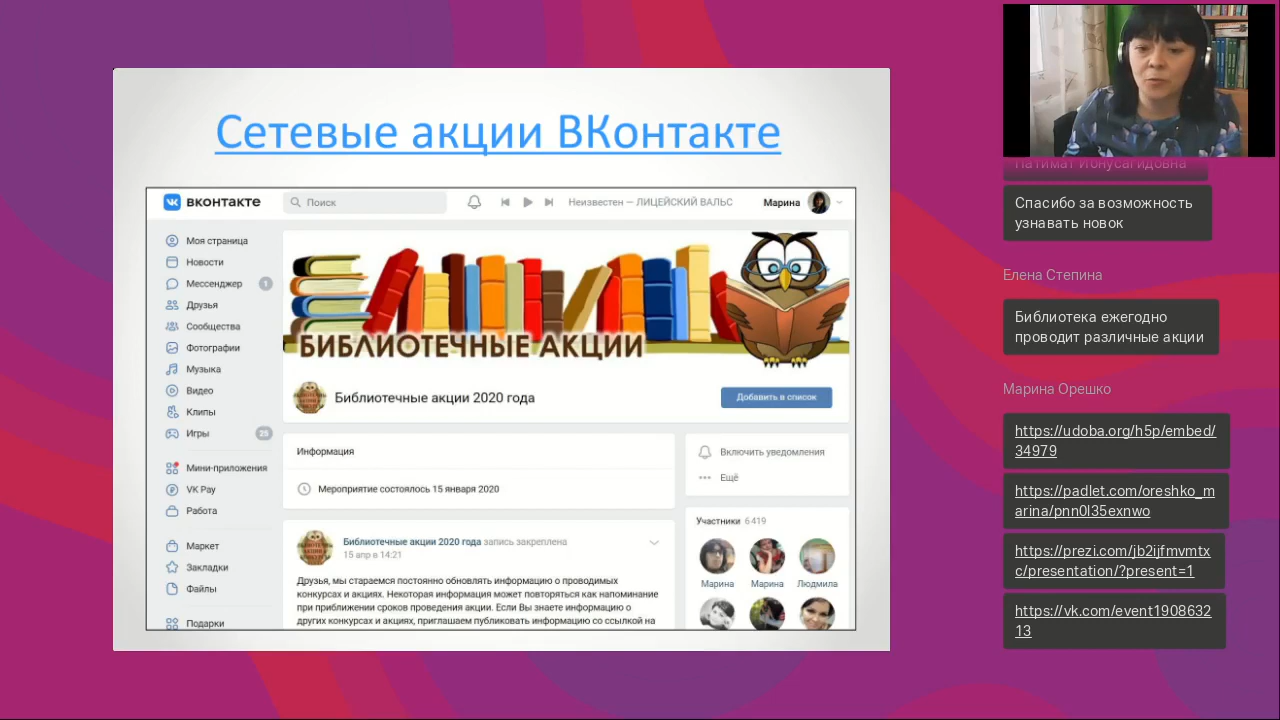 Сетевые акции ВКонтакте
вконтакте
Поиск
Неизвестен — ЛИЦЕЙСКИЙ ВАЛЬС
Марина
Моя страница
Новости
Мессенджер 1
Друзья
Сообщества
Фотографии
Музыка
Видео
Клипы
Игры 25
Мини-приложения
VK Pay
Работа
Маркет
Закладки
Файлы
Подарки
БИБЛИОТЕЧНЫЕ АКЦИИ
Библиотечные акции 2020 года
Добавить в список
Информация
Мероприятие состоялось 15 января 2020
Включить уведомления
Ещё
Библиотечные акции 2020 года запись закреплена
15 апр в 14:21
Друзья, мы стараемся постоянно обновлять информацию о проводимых
конкурсах и акциях. Некоторая информация может повторяться как напоминание
при приближении сроков проведения акции. Если Вы знаете информацию о
других конкурсах и акциях, приглашаем публиковать информацию со ссылкой на
Участники 6 419
Марина
Марина
Людмила
Патимат Йонусагидовна
Спасибо за возможность
узнавать новок
Елена Степина
Библиотека ежегодно
проводит различные акции
Марина Орешко
https://udoba.org/h5p/embed/
34979
https://padlet.com/oreshko_m
arina/pnn0l35exnwo
https://prezi.com/jb2ijfmvmtx
c/presentation/?present=1
https://vk.com/event1908632
13